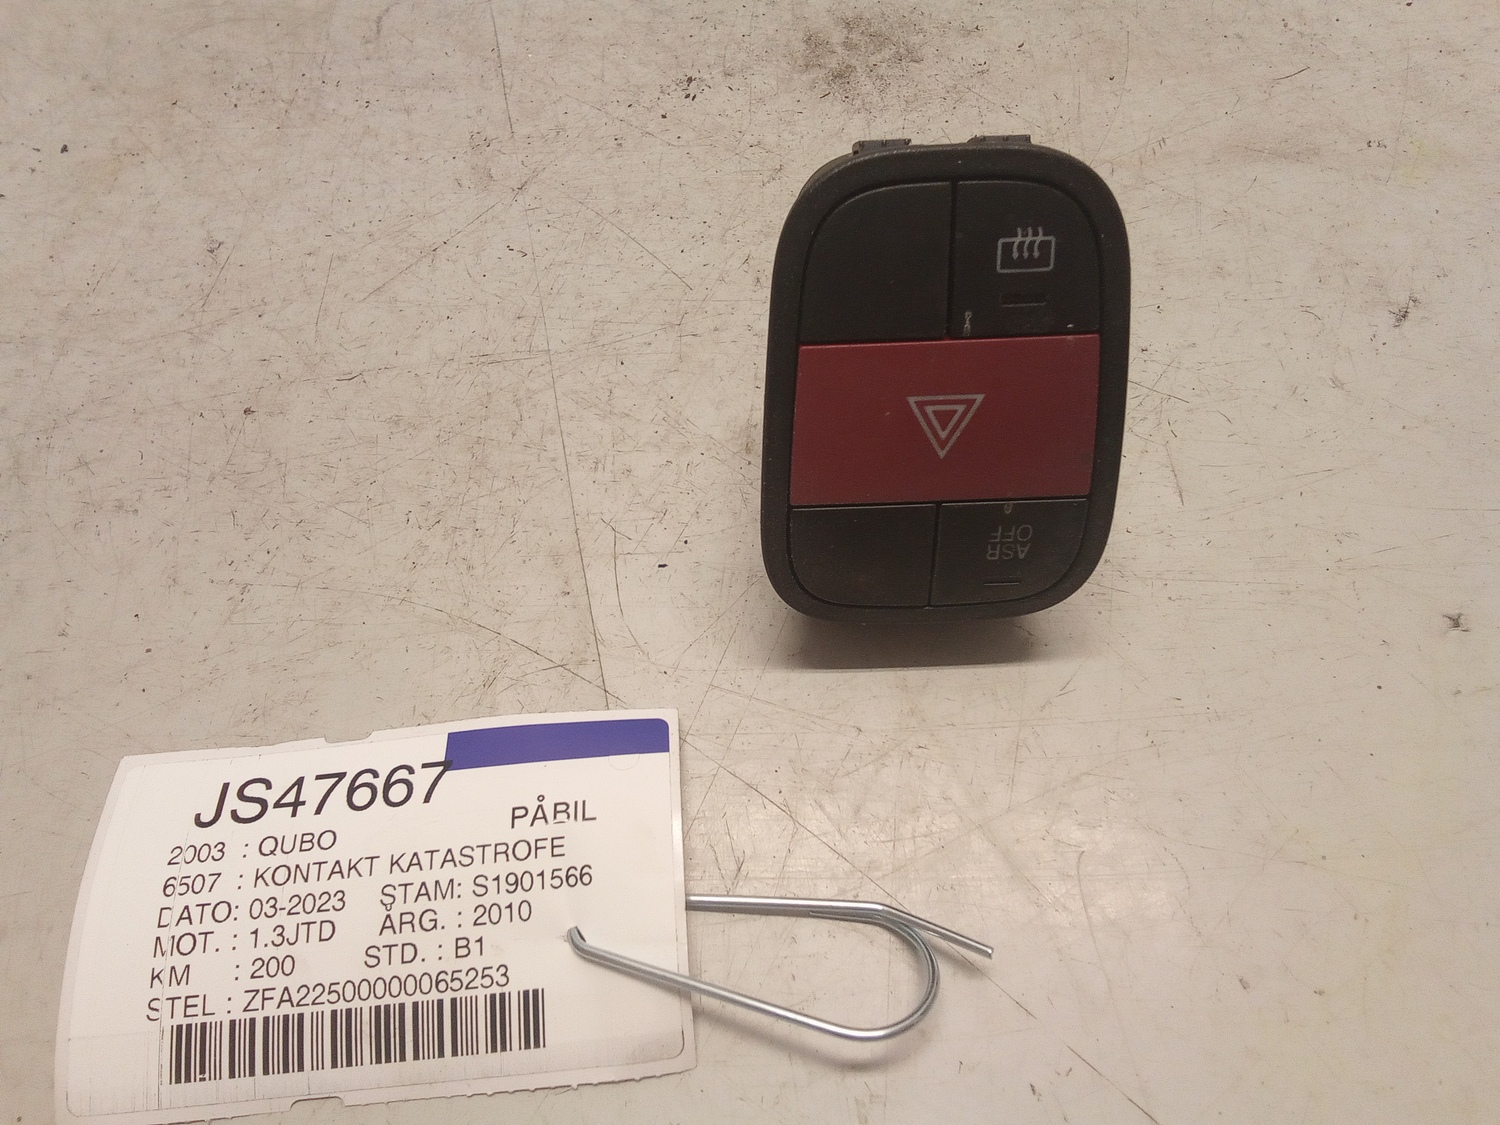 ASR
OFF
JS47667
PÅBIL
2003 : QUBO
6507 : KONTAKT KATASTROFE
DATO: 03-2023 STAM: S1901566
MOT. : 1.3JTD ÅRG. : 2010
KM : 200 STD. : B1
STEL : ZFA22500000065253